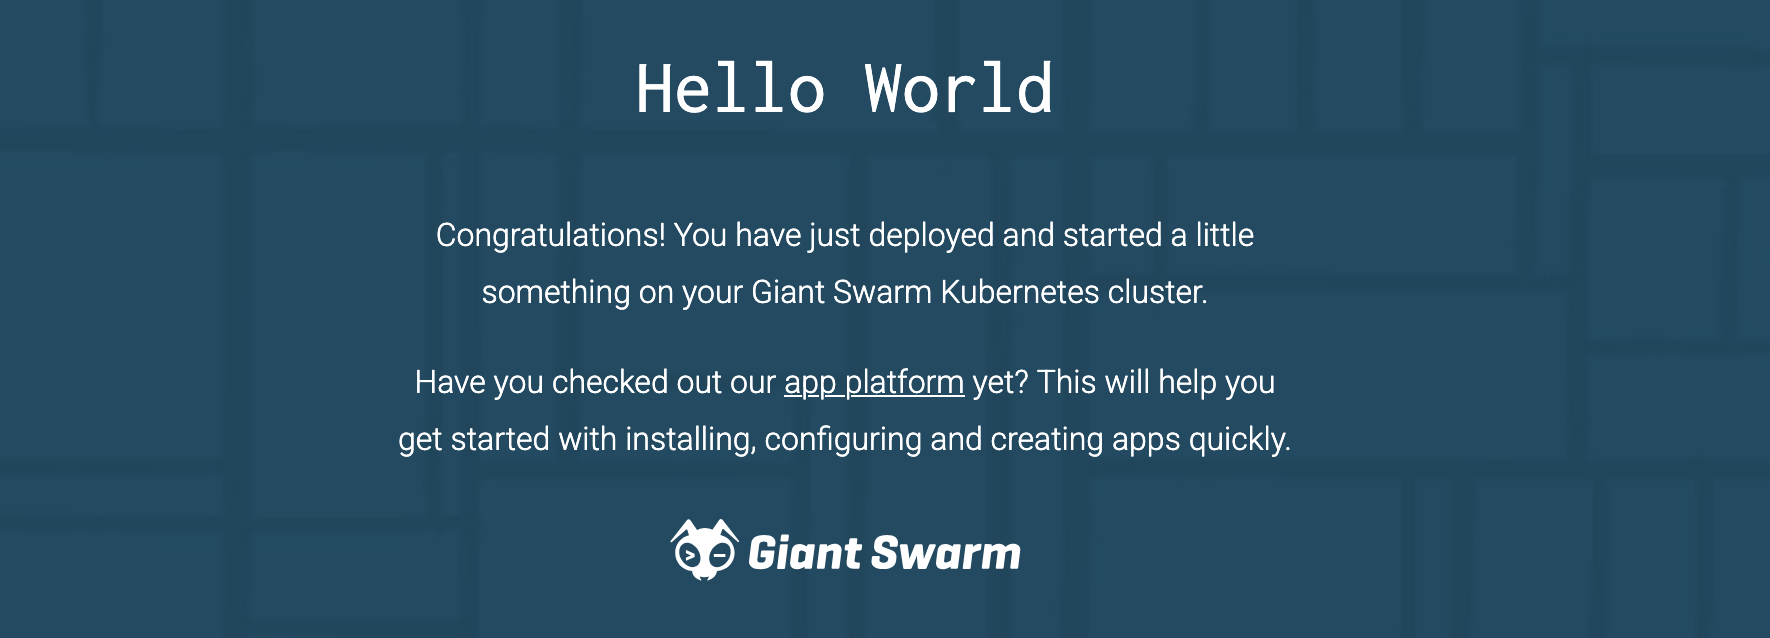 Hello World
Congratulations! You have just deployed and started a little
something on your Giant Swarm Kubernetes cluster.
Have you checked out our app platform yet? This will help you
get started with installing, configuring and creating apps quickly.
Giant Swarm